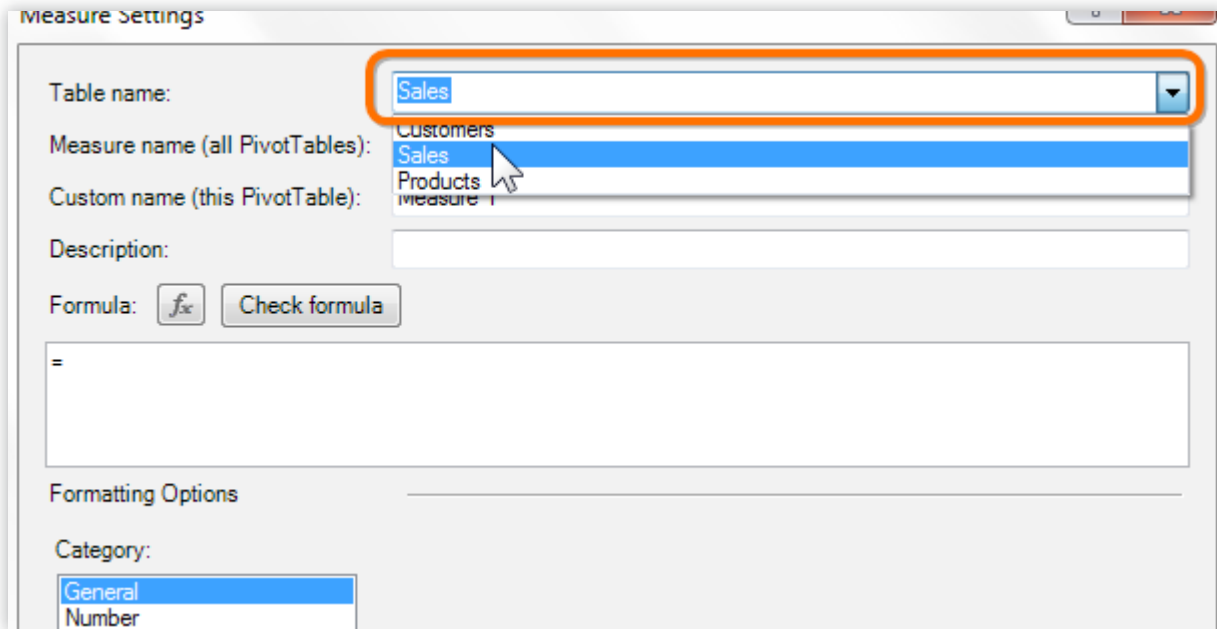 Measure Settings
Table name:
Sales
Customers
Measure name (all PivotTables):
Sales
Products
Custom name (this PivotTable):
Measure 1
Description:
Formula: fx Check formula
=
Formatting Options
Category:
General
Number